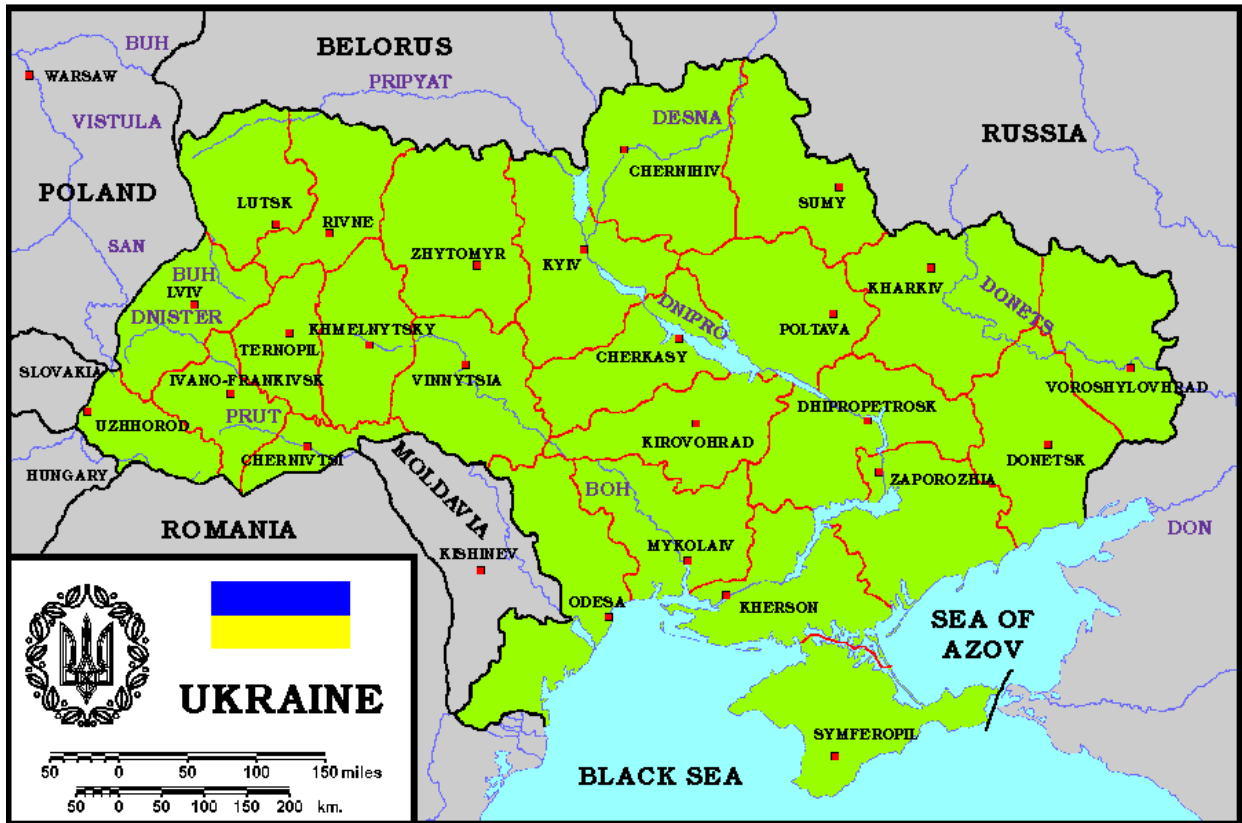 BUH
BELORUS
WARSAW
PRIPYAT
VISTULA
DESNA
RUSSIA
CHERNIHIV
POLAND
LUTSK
SUMY
RIVNE
SAN
ZHYTOMYR
KYIV
BUH
LVIV
KHARKIV
DONETS
DNISTER
DNIPRO
KHMELNYTSKY
POLTAVA
TERNOPIL
CHERKASY
SLOVAKIA
IVANO-FRANKIVSK
VINNYTSIA
VOROSHYLOVHRAD
UZHHOROD
PRUT
DHIPROPETROSK
KIROVOHRAD
CHERNIVTSI
DONETSK
HUNGARY
MOLDAVIA
ZAPOROZHIA
BOH
ROMANIA
DON
MYKOLAIV
KISHINEV
ODESA
KHERSON
SEA OF
AZOV
UKRAINE
SYMFEROPIL
BLACK SEA
50 0 50 100 150 miles
50 0 50 100 150 200 km.